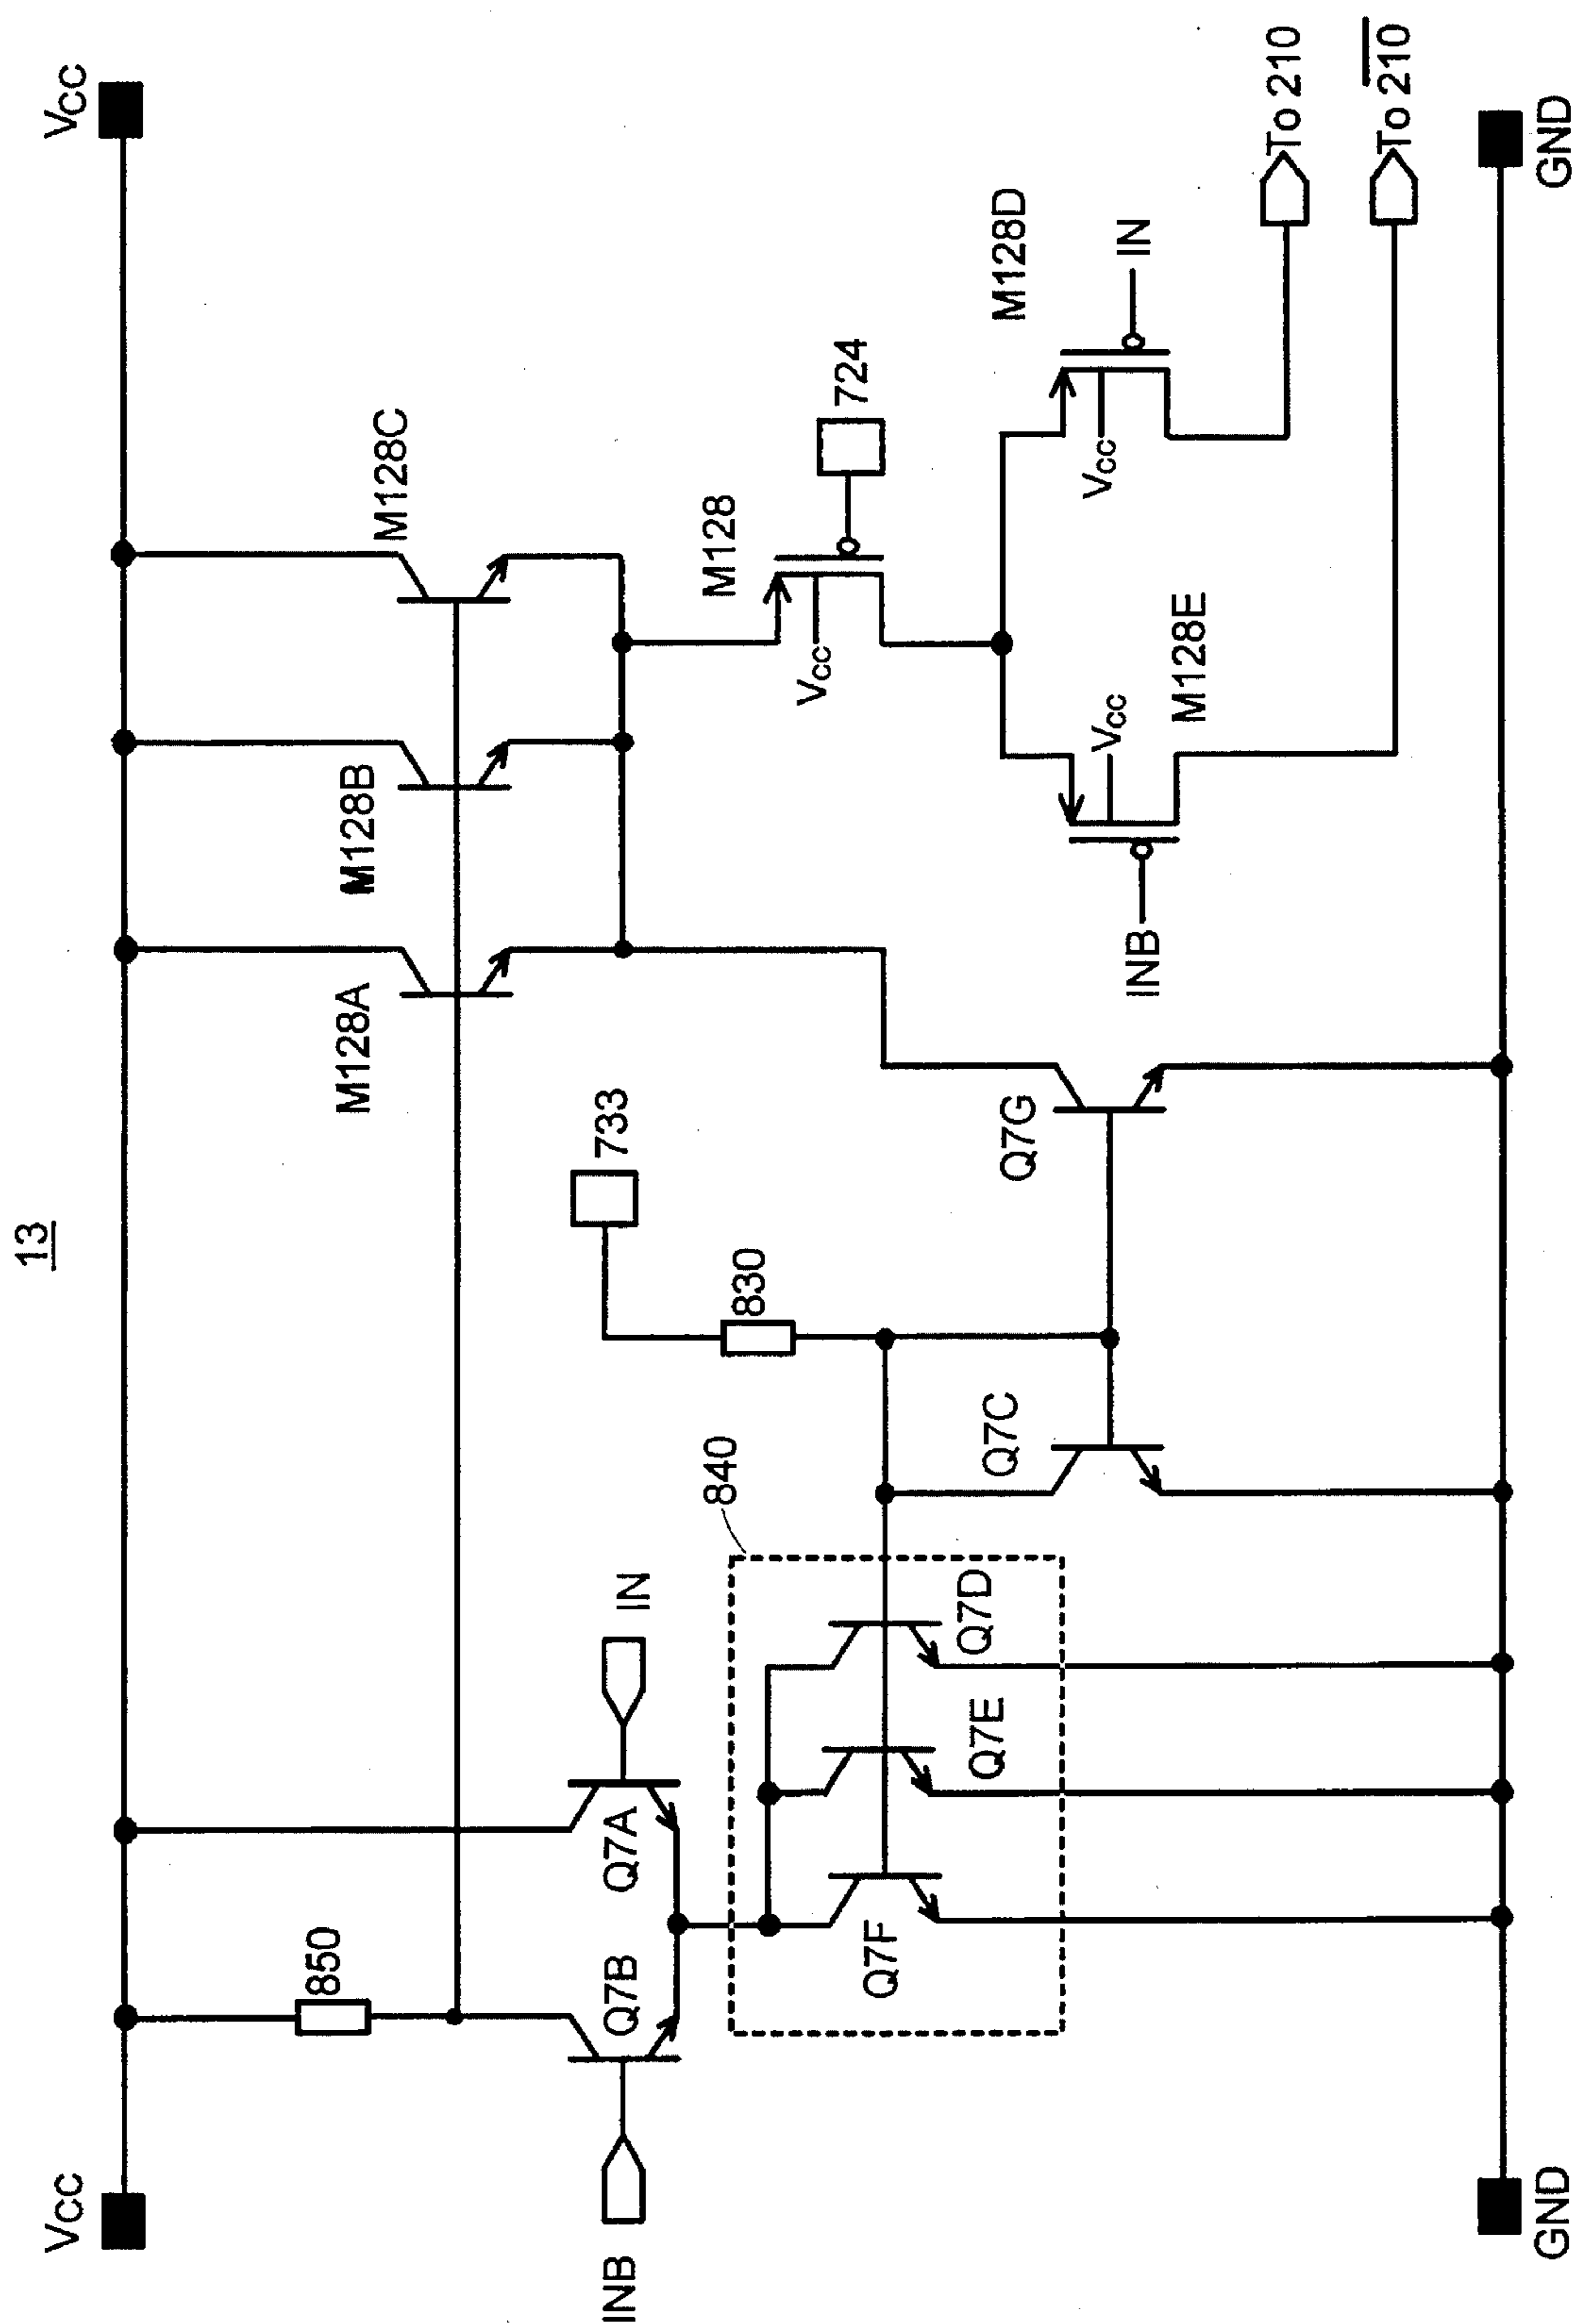 13
Vcc
Vcc
850
M128A
M128B
M128C
INB
Q7B
Q7A
IN
733
830
840
M128
724
Vcc
Q7F
Q7E
Q7D
Q7C
Q7G
INB
Vcc
M128E
Vcc
M128D
IN
To 210
To 210
GND
GND